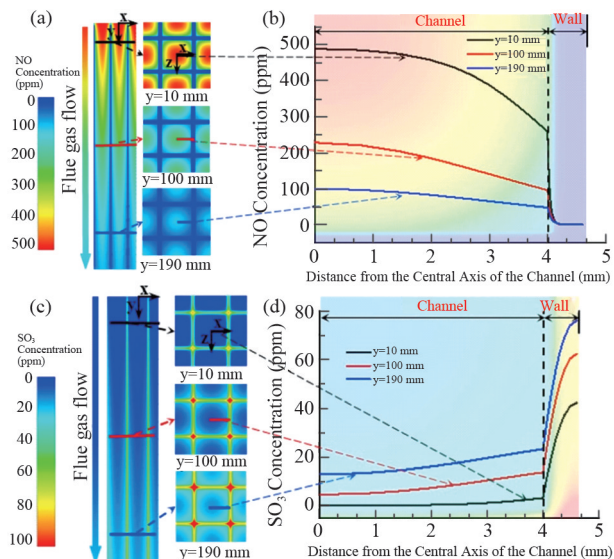 (a)
x
y
NO
Concentration
(ppm)
0
100
200
300
400
500
Flue gas flow
x
z
y=10 mm
y=100 mm
y=190 mm
(b)
Channel
Wall
y=10 mm
y=100 mm
y=190 mm
NO Concentration (ppm)
500
400
300
200
100
0
0 1 2 3 4 5
Distance from the Central Axis of the Channel (mm)
(c)
x
y
SO₃
Concentration
(ppm)
0
20
40
60
80
100
Flue gas flow
x
z
y=10 mm
y=100 mm
y=190 mm
(d)
Channel
Wall
y=10 mm
y=100 mm
y=190 mm
SO₃ Concentration (ppm)
80
60
40
20
0
0 1 2 3 4 5
Distance from the Central Axis of the Channel (mm)